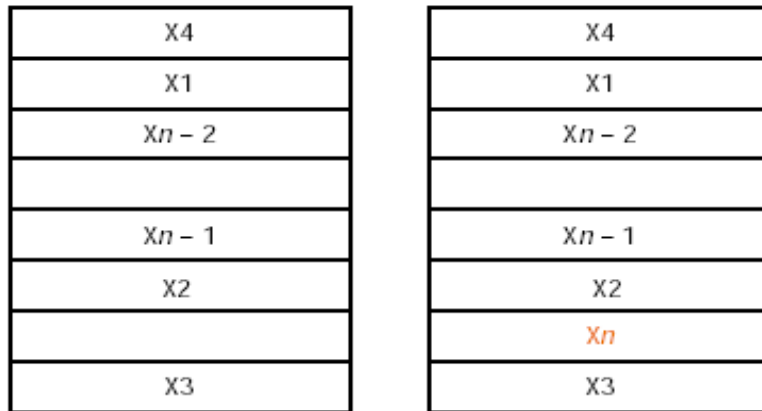 X4
X1
Xn – 2
Xn – 1
X2
X3
X4
X1
Xn – 2
Xn – 1
X2
Xn
X3